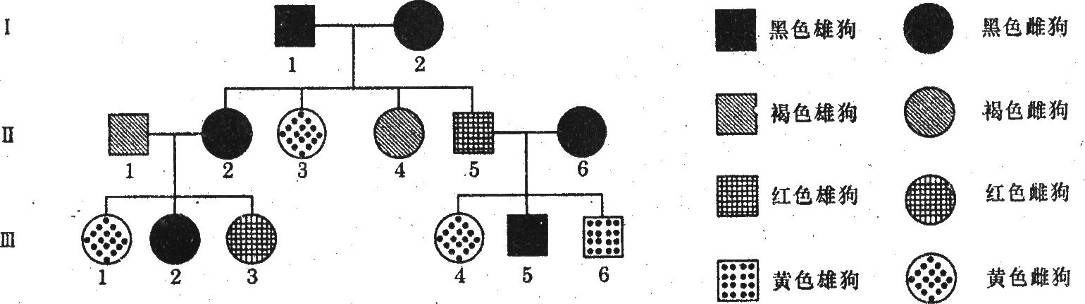 Ⅰ
1 2
黑色雄狗 黑色雌狗
Ⅱ
1 2 3 4 5 6
褐色雄狗 褐色雌狗
红色雄狗 红色雌狗
Ⅲ
1 2 3 4 5 6
黄色雄狗 黄色雌狗